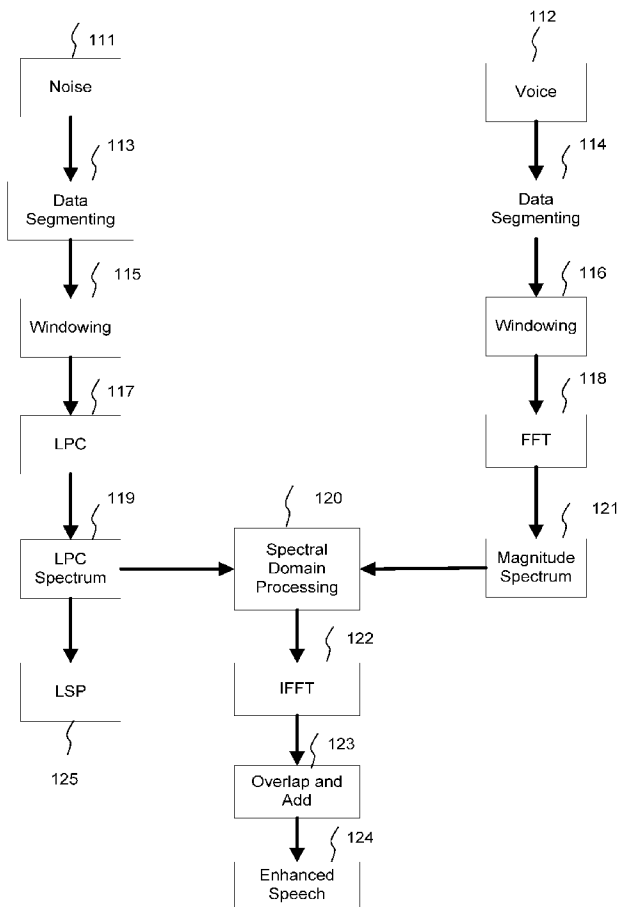 111
Noise
113
Data
Segmenting
115
Windowing
117
LPC
119
LPC
Spectrum
LSP
125
120
Spectral
Domain
Processing
122
IFFT
123
Overlap and
Add
124
Enhanced
Speech
112
Voice
114
Data
Segmenting
116
Windowing
118
FFT
121
Magnitude
Spectrum